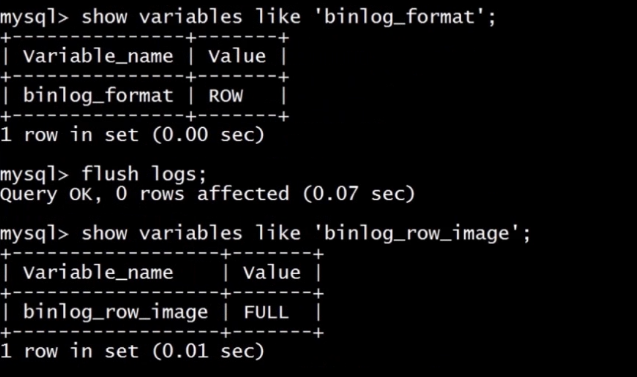 mysql> show variables like 'binlog_format';
+---------------+-------+
| Variable_name | Value |
+---------------+-------+
| binlog_format | ROW   |
+---------------+-------+
1 row in set (0.00 sec)
mysql> flush logs;
Query OK, 0 rows affected (0.07 sec)
mysql> show variables like 'binlog_row_image';
+------------------+-------+
| Variable_name    | Value |
+------------------+-------+
| binlog_row_image | FULL  |
+------------------+-------+
1 row in set (0.01 sec)